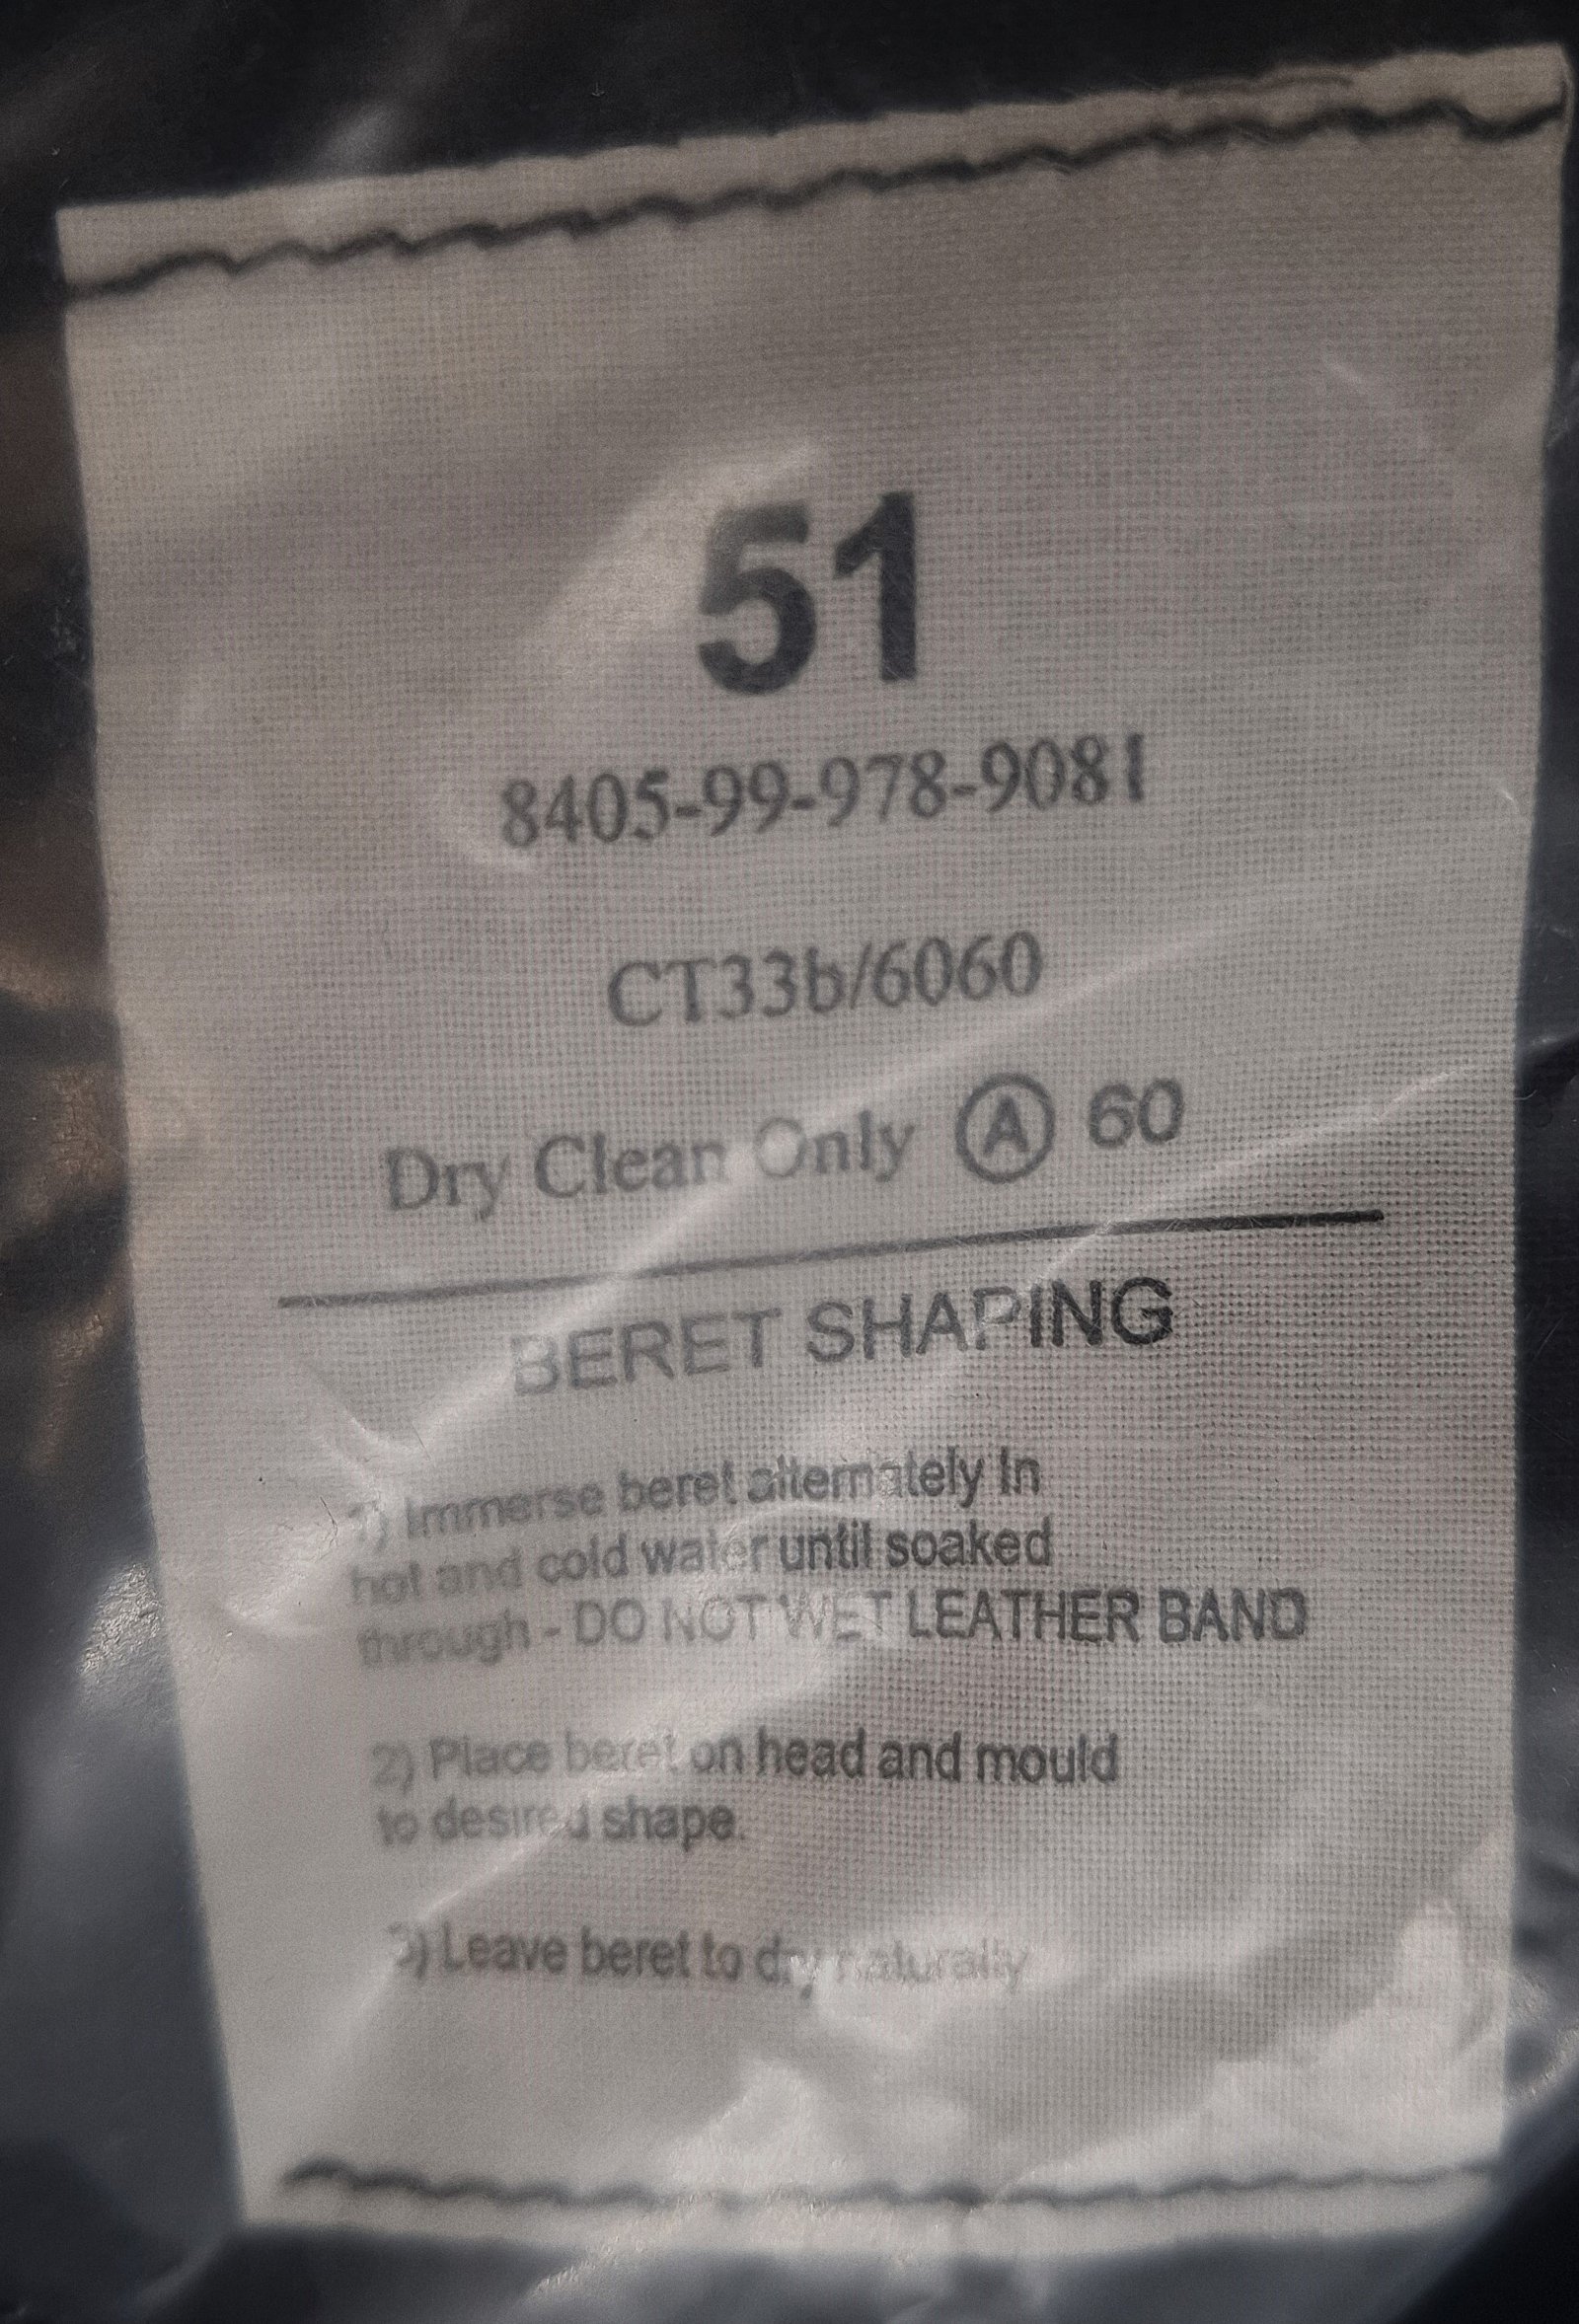 51
8405-99-978-9081
CT33b/6060
Dry Clean Only Ⓐ 60
BERET SHAPING
1) Immerse beret alternately In
hot and cold water until soaked
through - DO NOT WET LEATHER BAND
2) Place beret on head and mould
to desired shape.
3) Leave beret to dry naturally